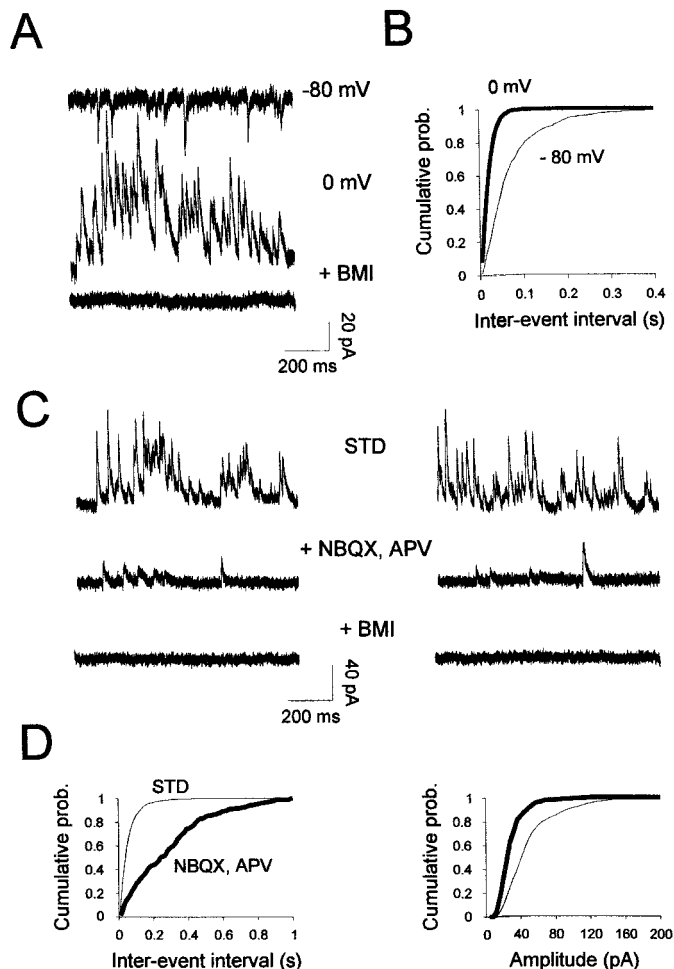 A
-80 mV
0 mV
+ BMI
20 pA
200 ms
B
0 mV
- 80 mV
Cumulative prob.
1
0.8
0.6
0.4
0.2
0
0 0.1 0.2 0.3 0.4
Inter-event interval (s)
C
STD
+ NBQX, APV
+ BMI
40 pA
200 ms
D
STD
NBQX, APV
Cumulative prob.
1
0.8
0.6
0.4
0.2
0
0 0.2 0.4 0.6 0.8 1
Inter-event interval (s)
Cumulative prob.
1
0.8
0.6
0.4
0.2
0
0 40 80 120 160 200
Amplitude (pA)